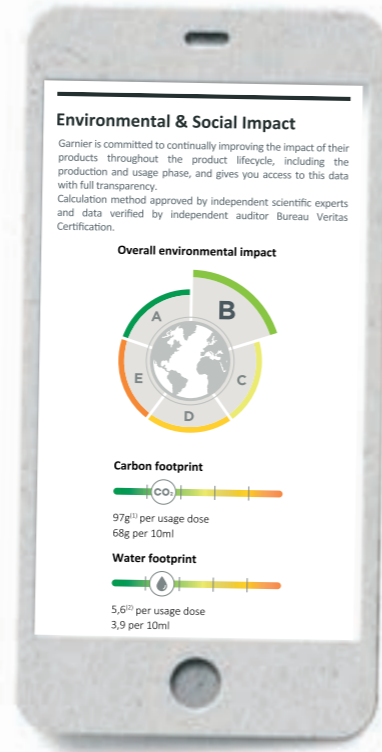 Environmental & Social Impact
Garnier is committed to continually improving the impact of their
products throughout the product lifecycle, including the
production and usage phase, and gives you access to this data
with full transparency.
Calculation method approved by independent scientific experts
and data verified by independent auditor Bureau Veritas
Certification.
Overall environmental impact
A
B
E
C
D
Carbon footprint
CO₂
97g⁽¹⁾ per usage dose
68g per 10ml
Water footprint
5,6⁽²⁾ per usage dose
3,9 per 10ml